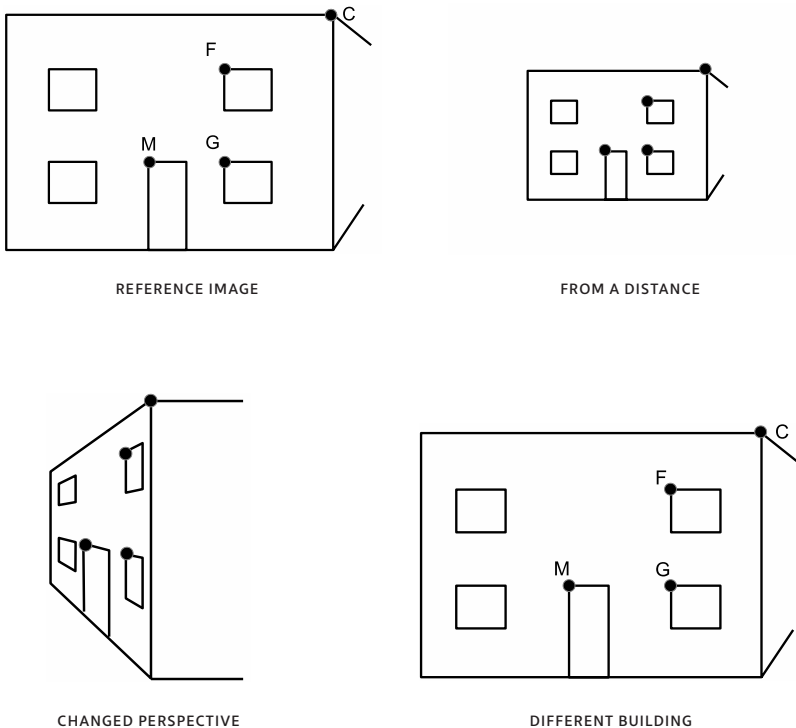 C
F
M
G
REFERENCE IMAGE
FROM A DISTANCE
C
F
M
G
CHANGED PERSPECTIVE
DIFFERENT BUILDING